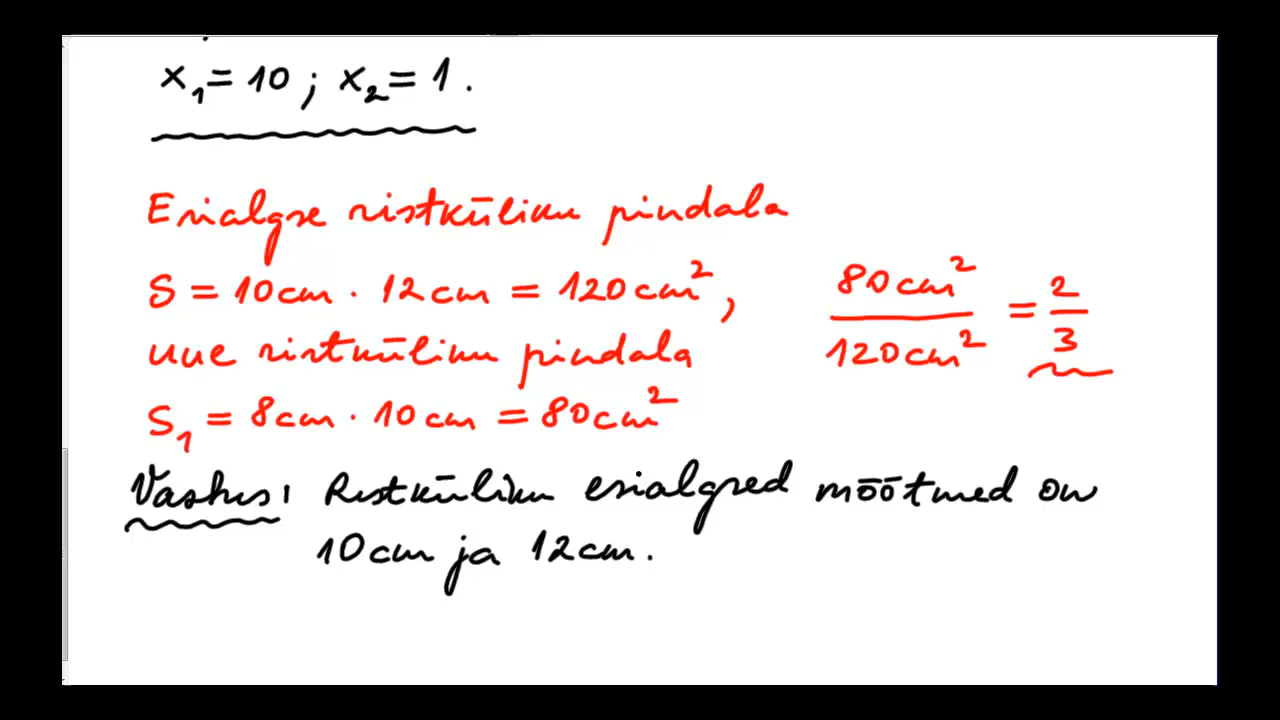 x₁ = 10 ; x₂ = 1 .
Esialgse ristküliku pindala
S = 10cm · 12cm = 120cm²,
80cm² / 120cm² = 2/3
uue ristküliku pindala
S₁ = 8cm · 10cm = 80cm²
Vastus: Ristküliku esialgsed mõõtmed on
10cm ja 12cm.